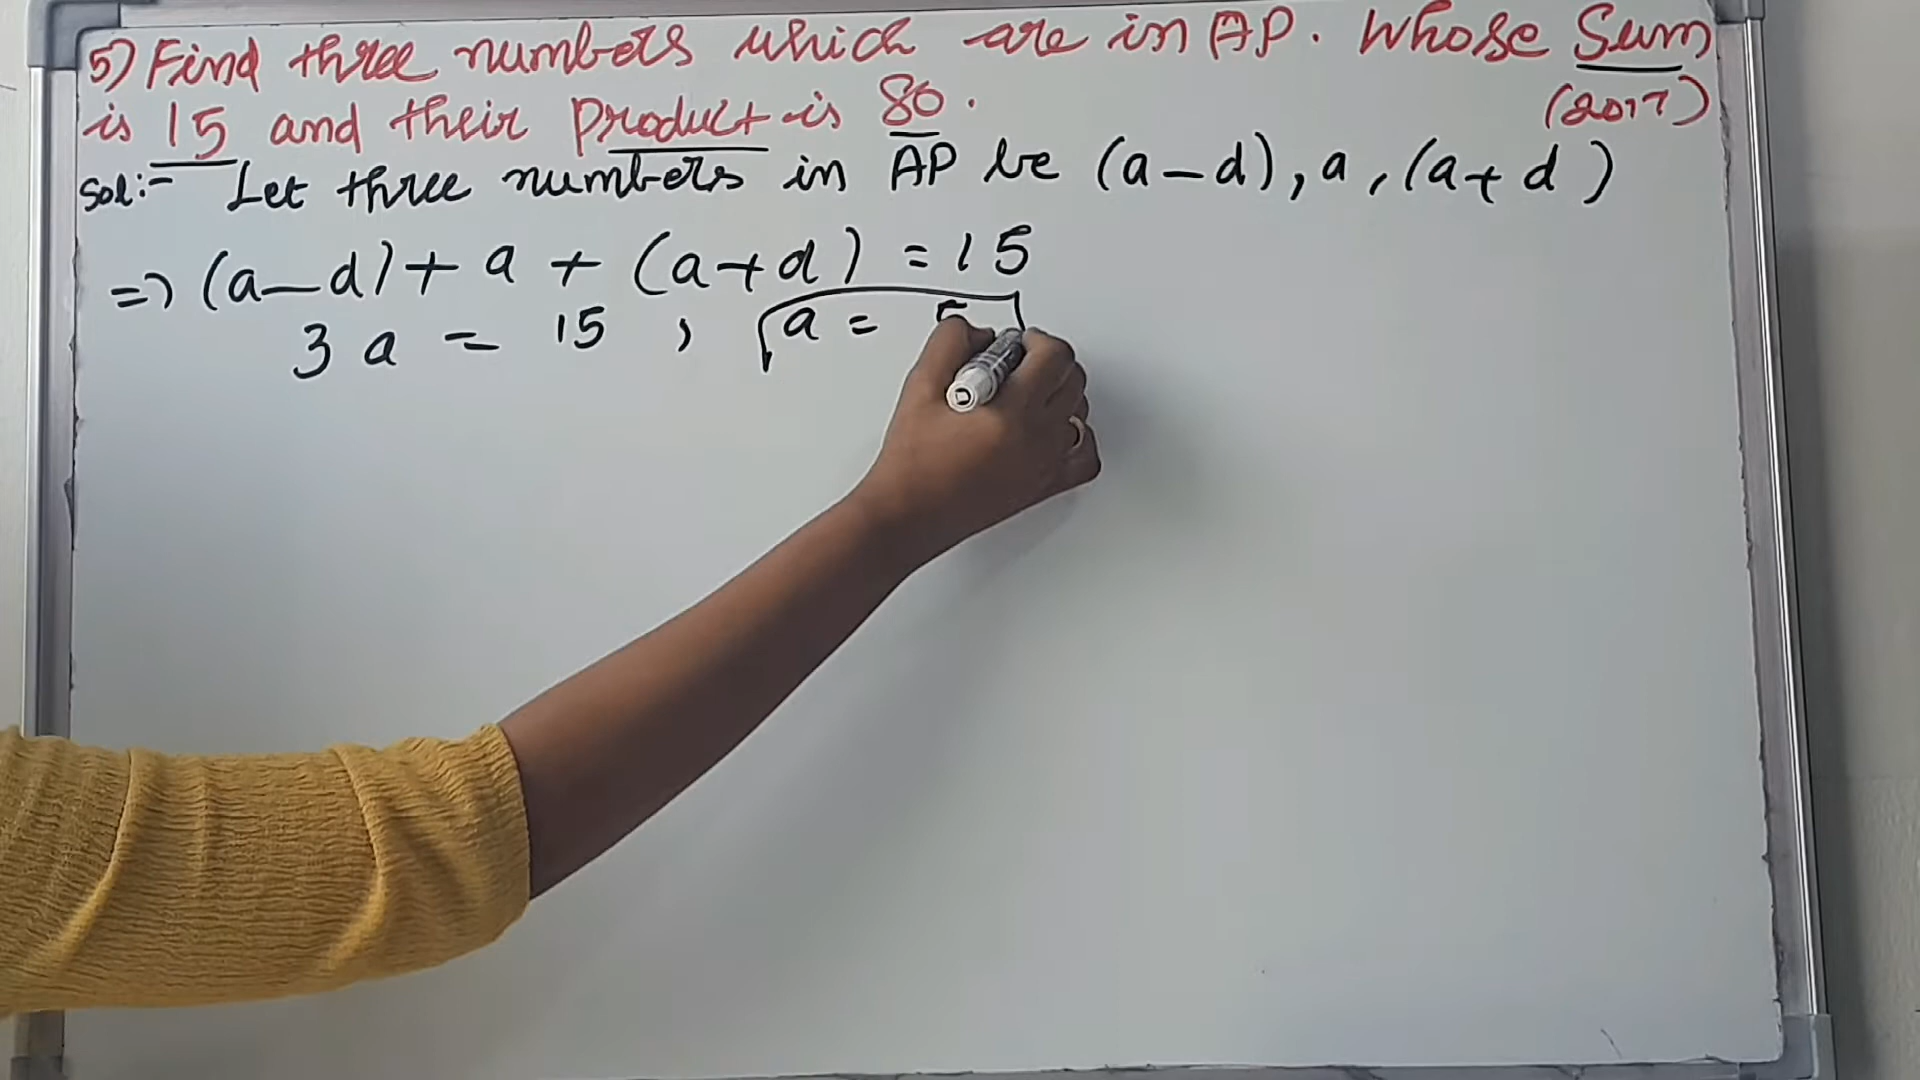 5) Find three numbers which are in AP. Whose Sum
is 15 and their Product is 80. (2017)
Sol:- Let three numbers in AP be (a-d), a, (a+d)
=> (a-d) + a + (a+d) = 15
3a = 15, a = 5